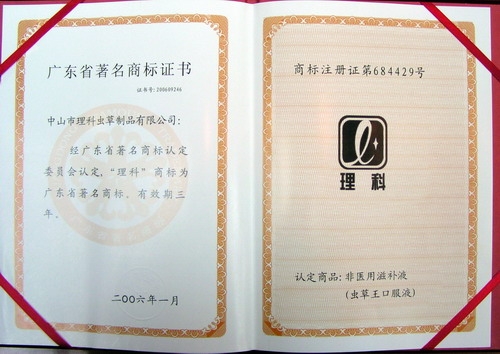 广东省著名商标证书
证书号:200609246
中山市理科虫草制品有限公司:
经广东省著名商标认定
委员会认定,“理科”商标为
广东省著名商标,有效期三
年。
二〇〇六年一月
商标注册证第684429号
理科
认定商品:非医用滋补液
(虫草王口服液)